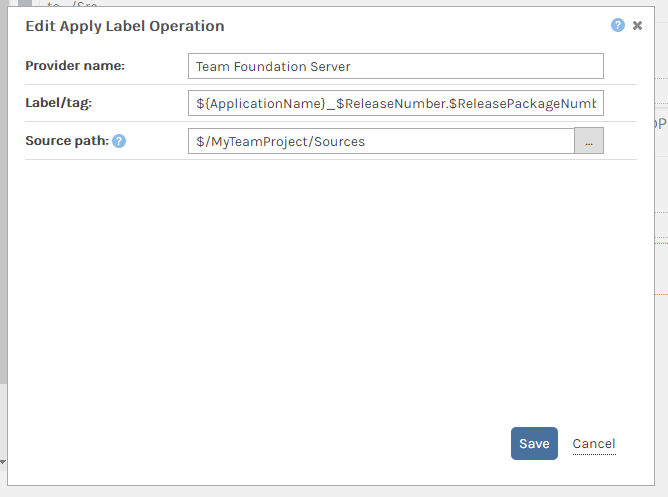 Edit Apply Label Operation
Provider name: Team Foundation Server
Label/tag: ${ApplicationName}_$ReleaseNumber.$ReleasePackageNumb
Source path: $/MyTeamProject/Sources ...
Save Cancel